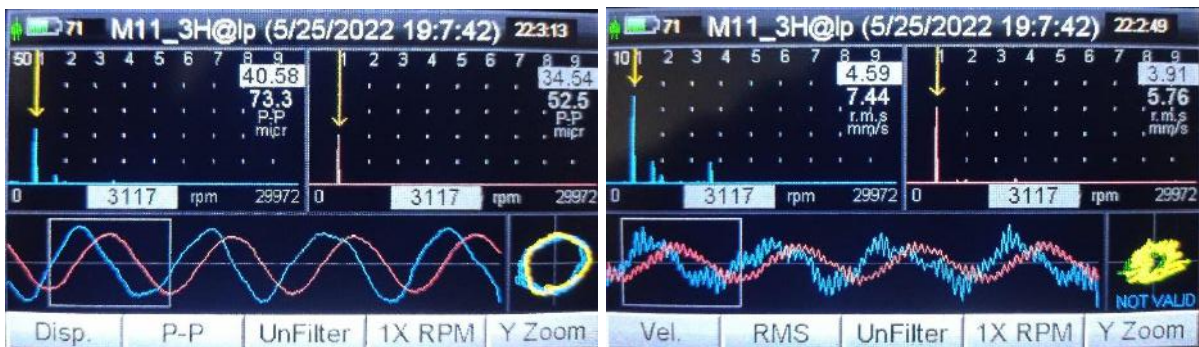 71 M11_3H@lp (5/25/2022 19:7:42) 22:3:13
50 1 2 3 4 5 6 7 8 9
40.58
73.3
P-P
micr
1 2 3 4 5 6 7 8 9
34.54
52.5
P-P
micr
0 3117 rpm 29972
0 3117 rpm 29972
Disp. P-P UnFilter 1X RPM Y Zoom
71 M11_3H@lp (5/25/2022 19:7:42) 22:2:49
10 1 2 3 4 5 6 7 8 9
4.59
7.44
r.m.s
mm/s
1 2 3 4 5 6 7 8 9
3.91
5.76
r.m.s
mm/s
0 3117 rpm 29972
0 3117 rpm 29972
NOT VALID
Vel. RMS UnFilter 1X RPM Y Zoom